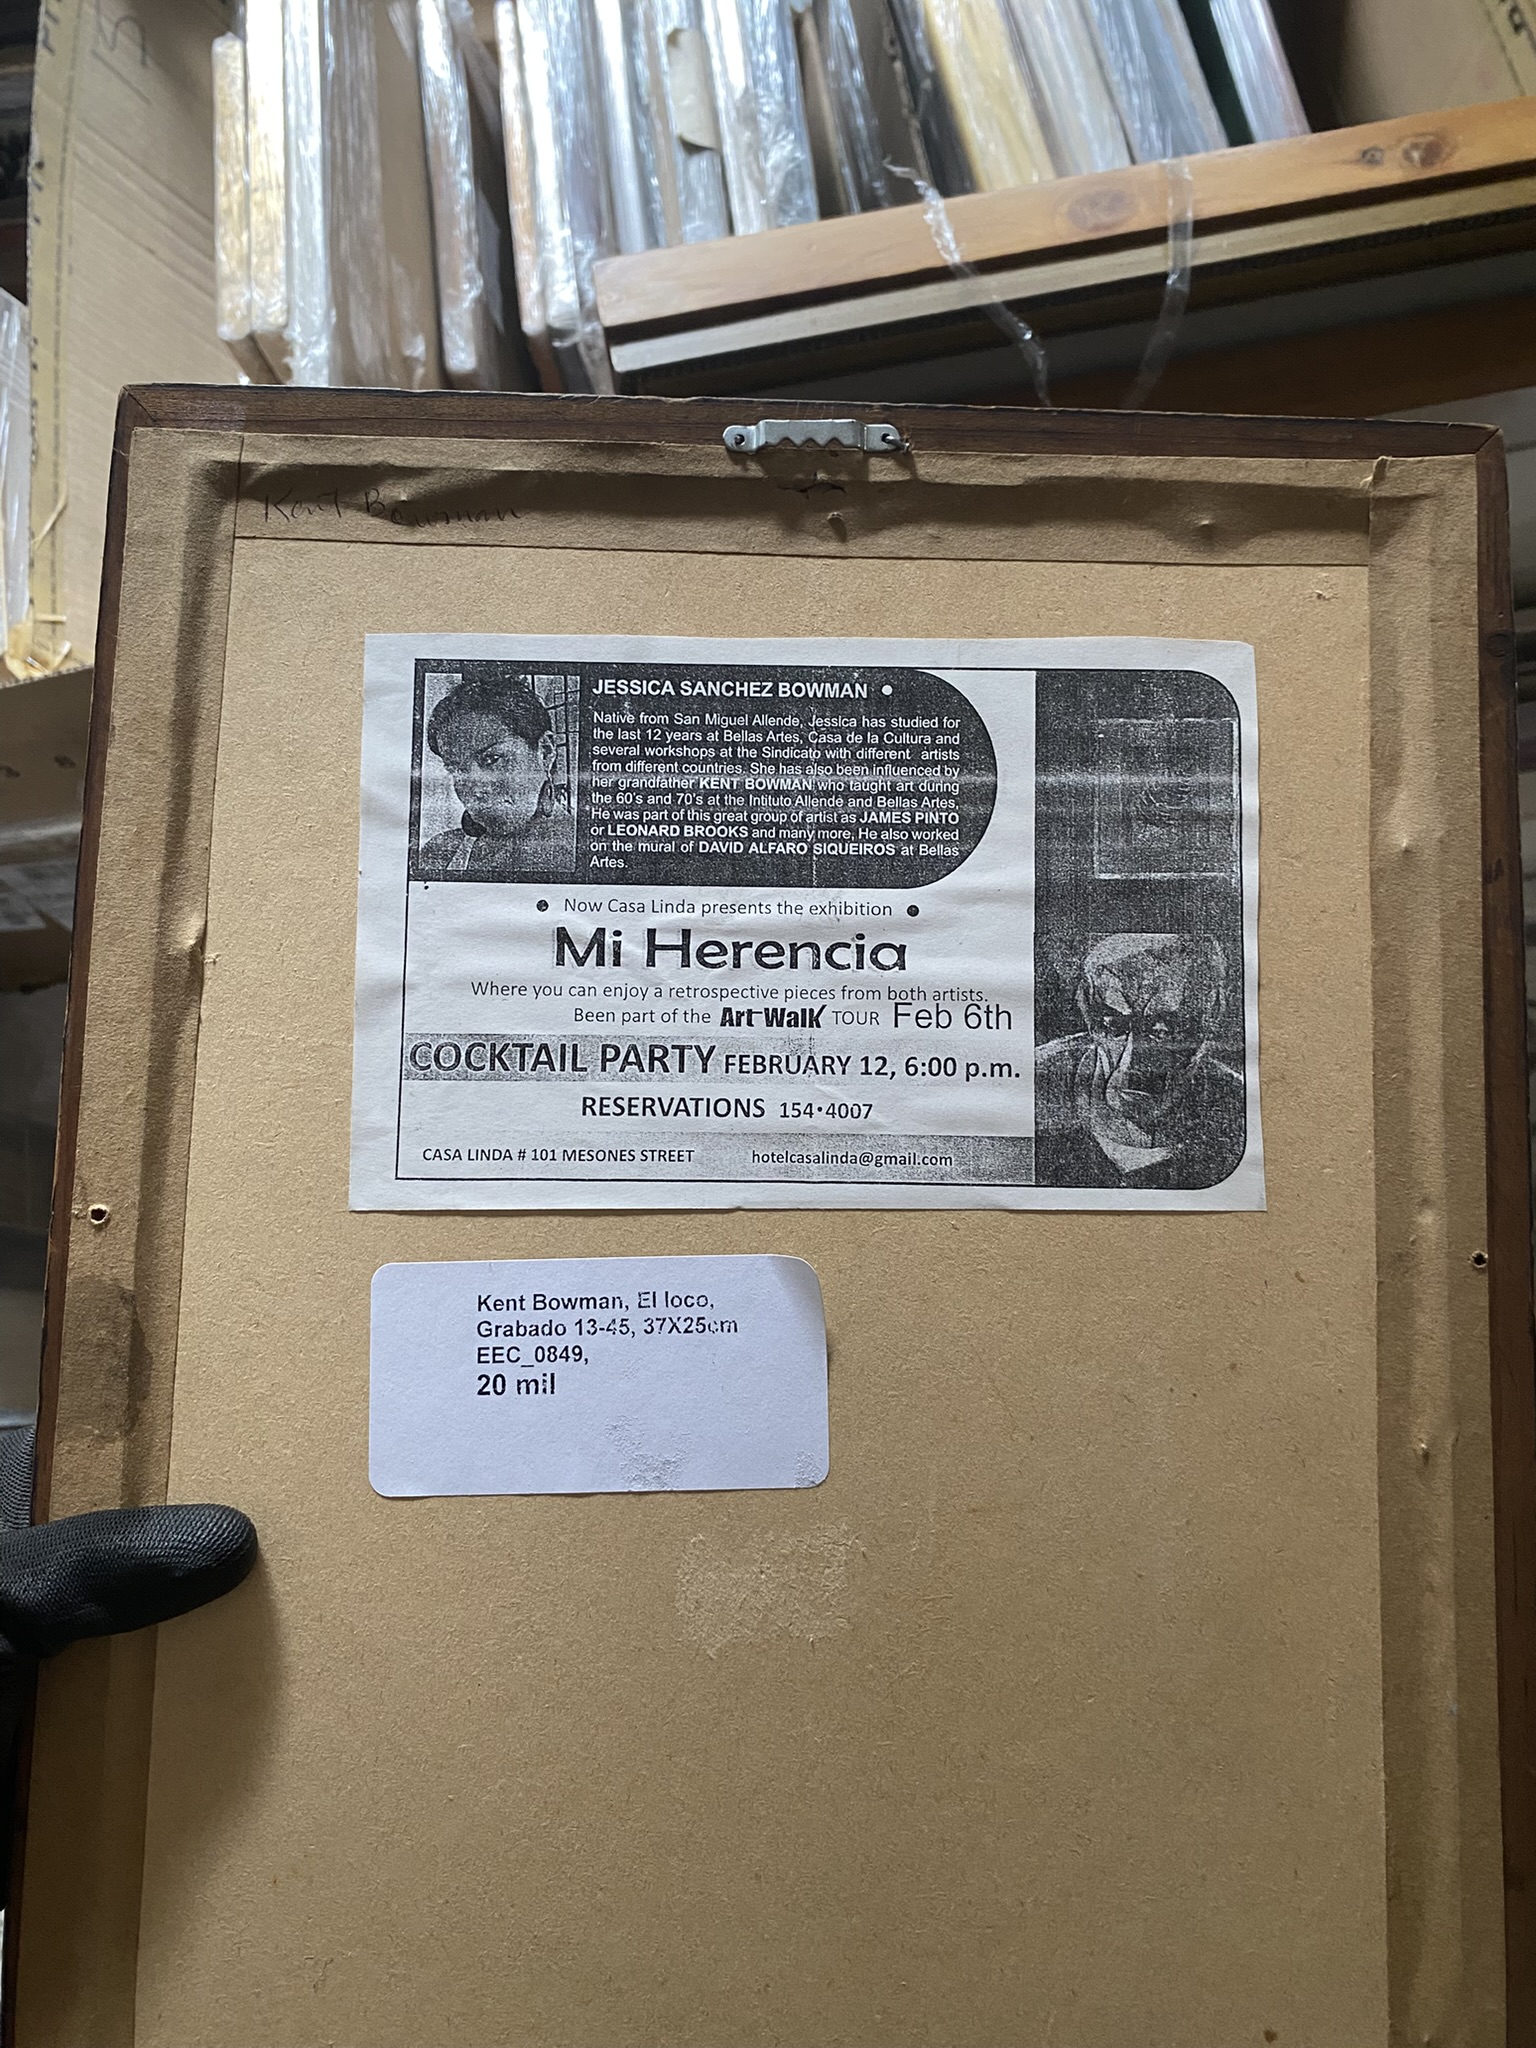 Kent Bowman
JESSICA SANCHEZ BOWMAN
Native from San Miguel Allende, Jessica has studied for
the last 12 years at Bellas Artes, Casa de la Cultura and
several workshops at the Sindicato with different artists
from different countries. She has also been influenced by
her grandfather KENT BOWMAN who taught art during
the 60's and 70's at the Intituto Allende and Bellas Artes,
He was part of this great group of artist as JAMES PINTO
or LEONARD BROOKS and many more, He also worked
on the mural of DAVID ALFARO SIQUEIROS at Bellas
Artes.
Now Casa Linda presents the exhibition
Mi Herencia
Where you can enjoy a retrospective pieces from both artists.
Been part of the Art Walk TOUR Feb 6th
COCKTAIL PARTY FEBRUARY 12, 6:00 p.m.
RESERVATIONS 154•4007
CASA LINDA # 101 MESONES STREET hotelcasalinda@gmail.com
Kent Bowman, El loco,
Grabado 13-45, 37X25cm
EEC_0849,
20 mil